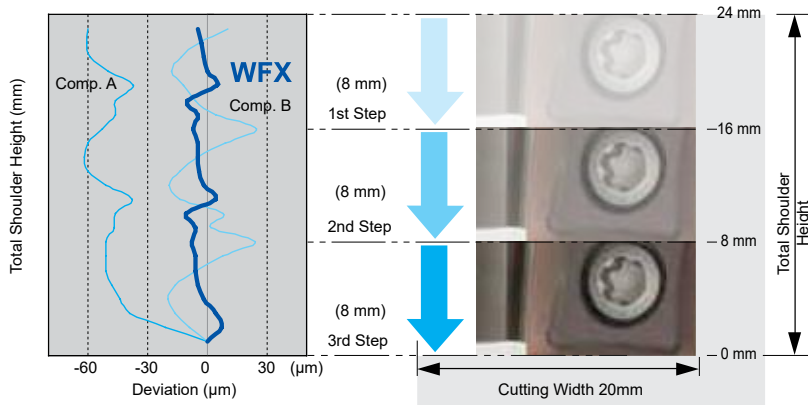 Total Shoulder Height (mm)
Comp. A
WFX
Comp. B
-60
-30
0
30
(μm)
Deviation (μm)
(8 mm)
1st Step
(8 mm)
2nd Step
(8 mm)
3rd Step
24 mm
16 mm
8 mm
0 mm
Total Shoulder
Height
Cutting Width 20mm